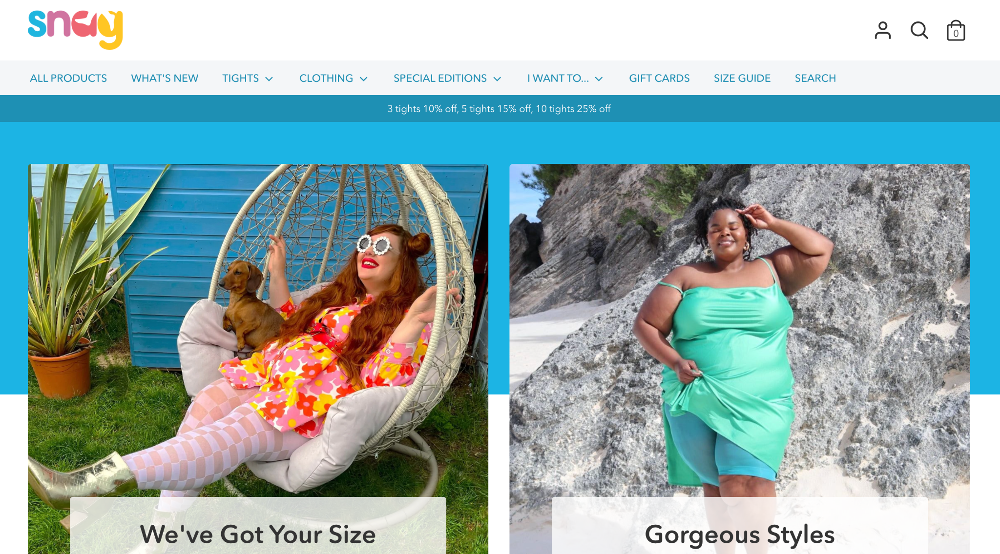 snag
0
ALL PRODUCTS WHAT'S NEW TIGHTS CLOTHING SPECIAL EDITIONS I WANT TO... GIFT CARDS SIZE GUIDE SEARCH
3 tights 10% off, 5 tights 15% off, 10 tights 25% off
We've Got Your Size
Gorgeous Styles